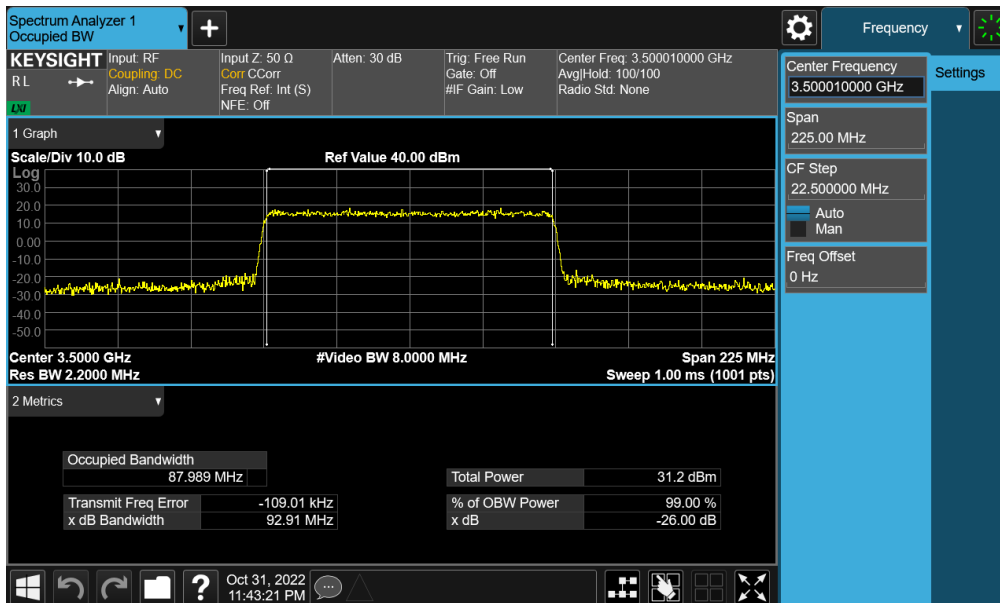 Spectrum Analyzer 1
Occupied BW
+
Frequency
KEYSIGHT
R L
LXI
Input: RF
Coupling: DC
Align: Auto
Input Z: 50 Ω
Corr CCorr
Freq Ref: Int (S)
NFE: Off
Atten: 30 dB
Trig: Free Run
Gate: Off
#IF Gain: Low
Center Freq: 3.500010000 GHz
Avg|Hold: 100/100
Radio Std: None
Center Frequency
3.500010000 GHz
Settings
Span
225.00 MHz
CF Step
22.500000 MHz
Auto
Man
Freq Offset
0 Hz
1 Graph
Scale/Div 10.0 dB
Ref Value 40.00 dBm
Log
30.0
20.0
10.0
0.00
-10.0
-20.0
-30.0
-40.0
-50.0
Center 3.5000 GHz
#Video BW 8.0000 MHz
Span 225 MHz
Res BW 2.2000 MHz
Sweep 1.00 ms (1001 pts)
2 Metrics
Occupied Bandwidth
87.989 MHz
Total Power 31.2 dBm
Transmit Freq Error -109.01 kHz
% of OBW Power 99.00 %
x dB Bandwidth 92.91 MHz
x dB -26.00 dB
?
Oct 31, 2022
11:43:21 PM